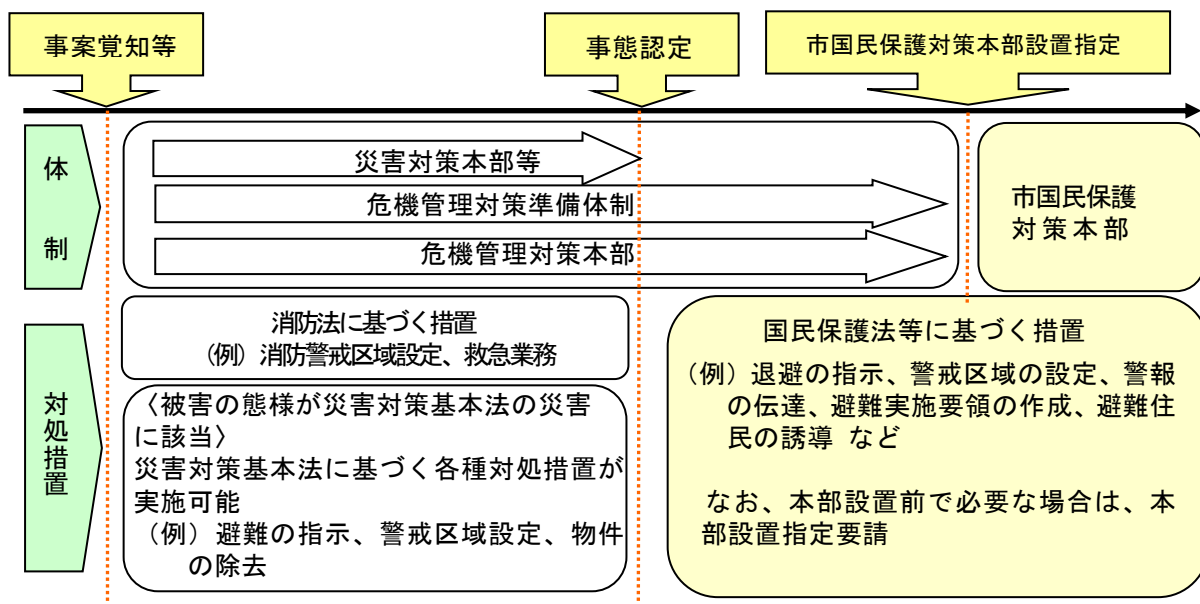 事案覚知等
事態認定
市国民保護対策本部設置指定
体制
災害対策本部等
危機管理対策準備体制
危機管理対策本部
市国民保護
対策本部
対処措置
消防法に基づく措置
（例）消防警戒区域設定、救急業務
〈被害の態様が災害対策基本法の災害
に該当〉
災害対策基本法に基づく各種対処措置が
実施可能
（例）避難の指示、警戒区域設定、物件
の除去
国民保護法等に基づく措置
（例）退避の指示、警戒区域の設定、警報
の伝達、避難実施要領の作成、避難住
民の誘導 など
なお、本部設置前で必要な場合は、本
部設置指定要請